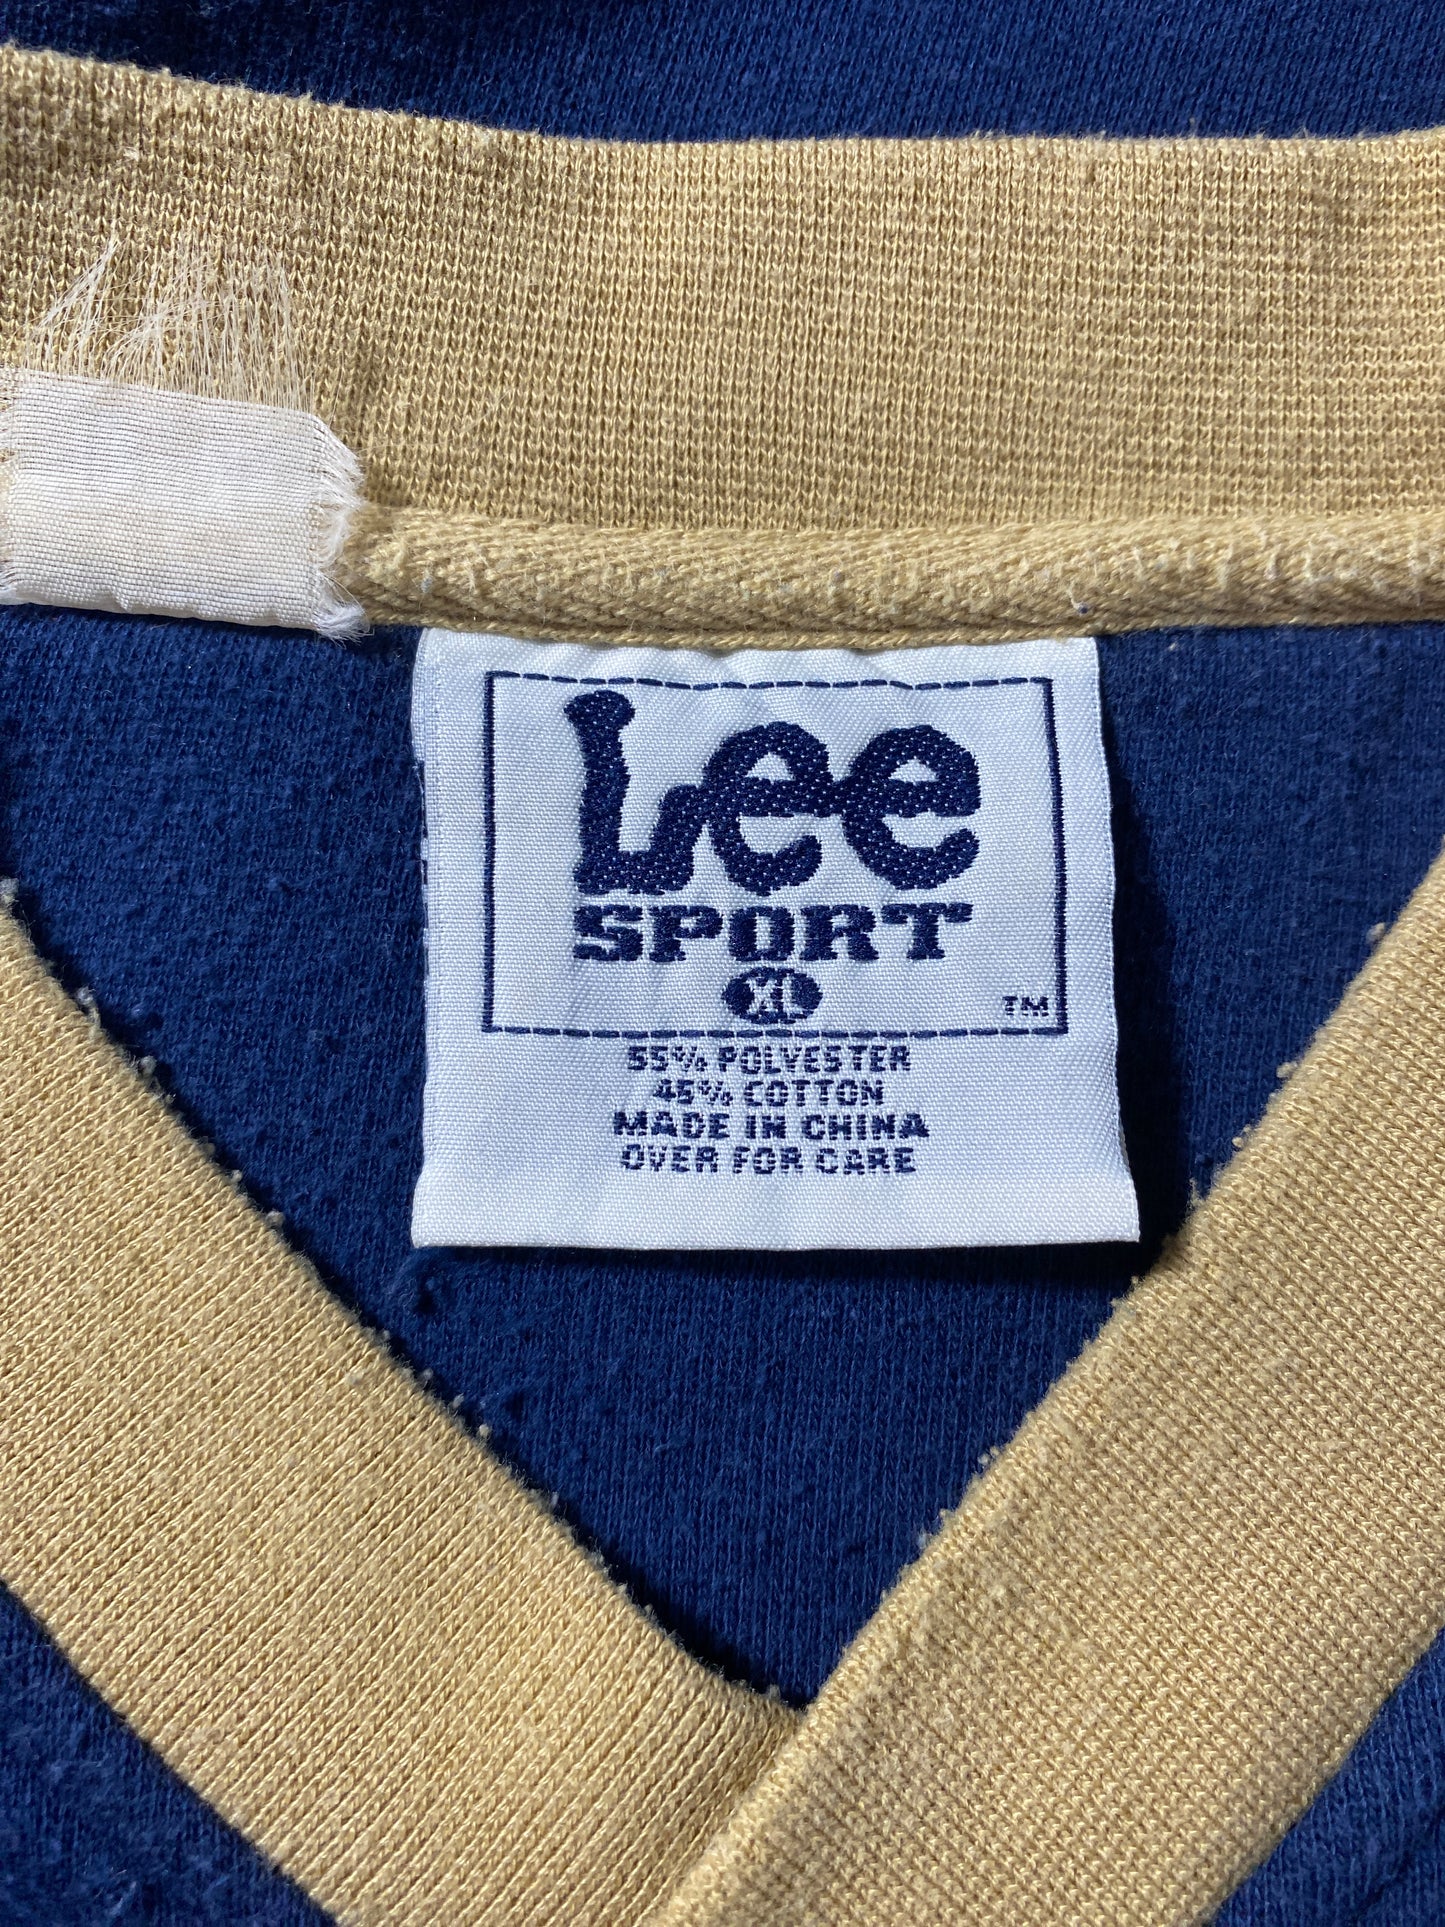 Lee
SPORT
XL
TM
55% POLYESTER
45% COTTON
MADE IN CHINA
OVER FOR CARE